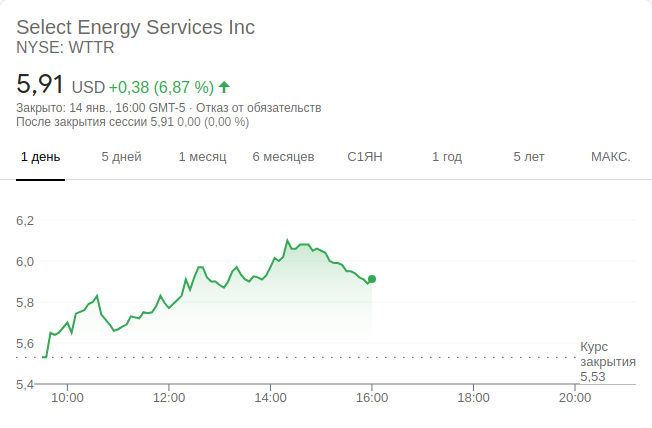 Select Energy Services Inc
NYSE: WTTR
5,91 USD +0,38 (6,87 %)
Закрыто: 14 янв., 16:00 GMT-5 · Отказ от обязательств
После закрытия сессии 5,91 0,00 (0,00 %)
1 день 5 дней 1 месяц 6 месяцев С1ЯН 1 год 5 лет МАКС.
6,2
6,0
5,8
5,6
5,4
Курс
закрытия
5,53
10:00 12:00 14:00 16:00 18:00 20:00